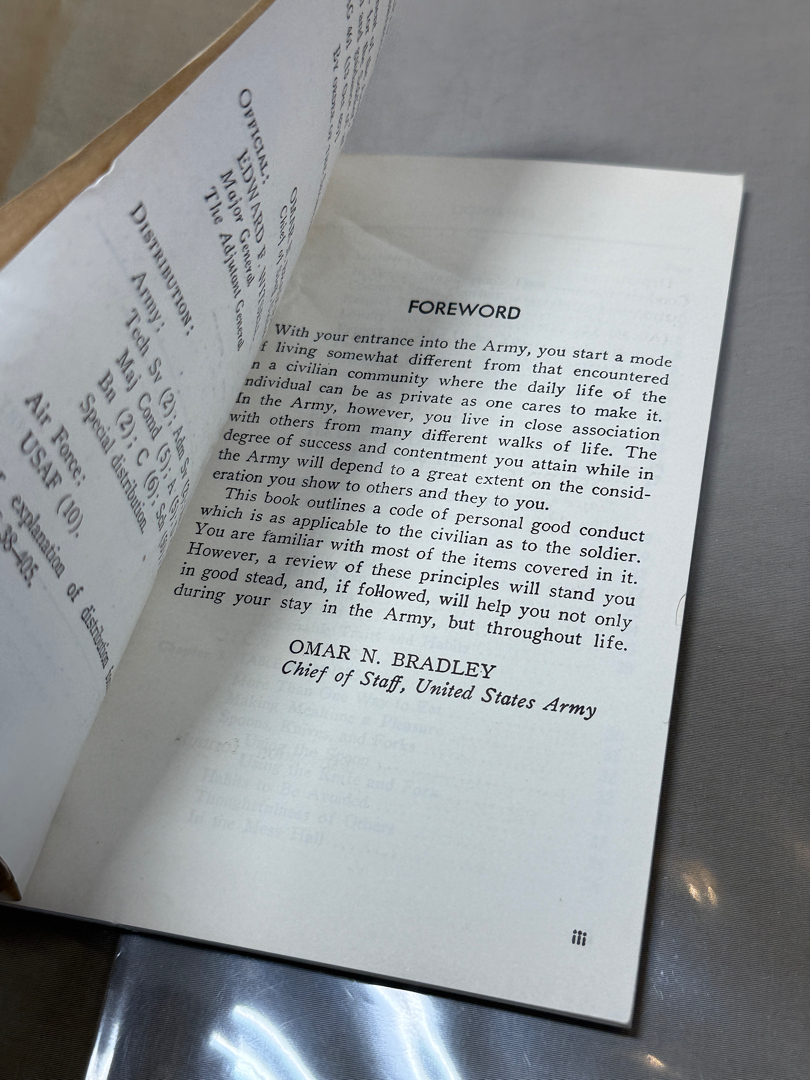 OFFICIAL:
EDWARD F.
Major General
The Adjutant General
DISTRIBUTION:
Army:
Tech Sv (2); Adm Sv
Maj Comd (5); A
Bn (2); C (6); Sch
Special distribution.
Air Force:
USAF (10).
explanation of distribution
38-405.
FOREWORD
With your entrance into the Army, you start a mode
f living somewhat different from that encountered
n a civilian community where the daily life of the
ndividual can be as private as one cares to make it.
In the Army, however, you live in close association
with others from many different walks of life. The
degree of success and contentment you attain while in
the Army will depend to a great extent on the consid-
eration you show to others and they to you.
This book outlines a code of personal good conduct
which is as applicable to the civilian as to the soldier.
You are familiar with most of the items covered in it.
However, a review of these principles will stand you
in good stead, and, if followed, will help you not only
during your stay in the Army, but throughout life.
OMAR N. BRADLEY
Chief of Staff, United States Army
iii